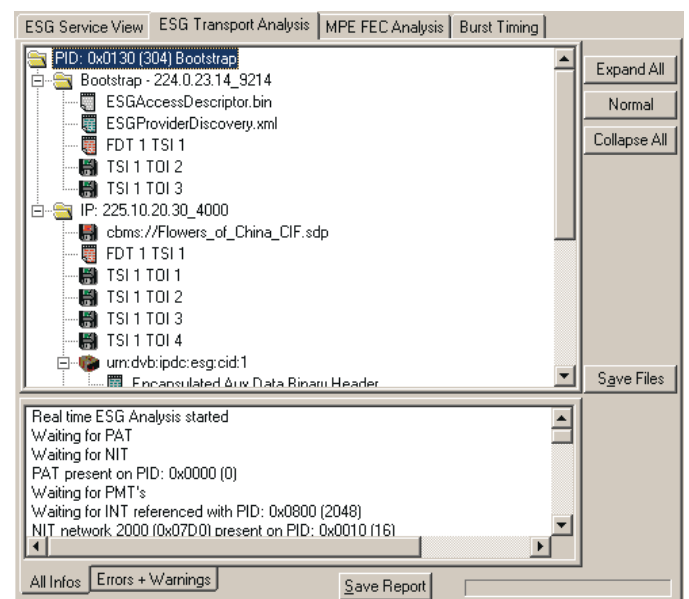 ESG Service View ESG Transport Analysis MPE FEC Analysis Burst Timing
PID: 0x0130 (304) Bootstrap
Bootstrap - 224.0.23.14_9214
ESGAccessDescriptor.bin
ESGProviderDiscovery.xml
FDT 1 TSI 1
TSI 1 TOI 2
TSI 1 TOI 3
IP: 225.10.20.30_4000
cbms://Flowers_of_China_CIF.sdp
FDT 1 TSI 1
TSI 1 TOI 1
TSI 1 TOI 2
TSI 1 TOI 3
TSI 1 TOI 4
urn:dvb:ipdc:esg:cid:1
Encapsulated Aux Data Binary Header
Expand All
Normal
Collapse All
Save Files
Real time ESG Analysis started
Waiting for PAT
Waiting for NIT
PAT present on PID: 0x0000 (0)
Waiting for PMT's
Waiting for INT referenced with PID: 0x0800 (2048)
NIT network 2000 (0x07D0) present on PID: 0x0010 (16)
All Infos Errors + Warnings
Save Report